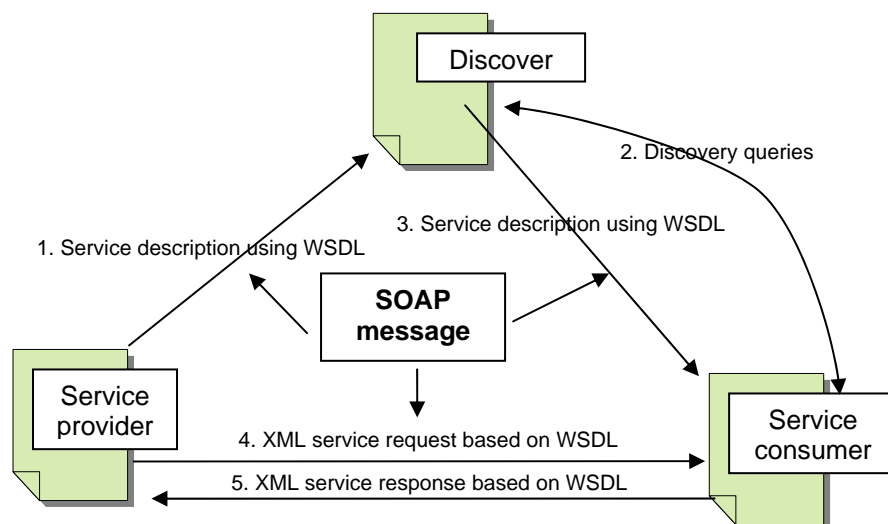 Discover
2. Discovery queries
3. Service description using WSDL
1. Service description using WSDL
SOAP
message
Service
provider
Service
consumer
4. XML service request based on WSDL
5. XML service response based on WSDL